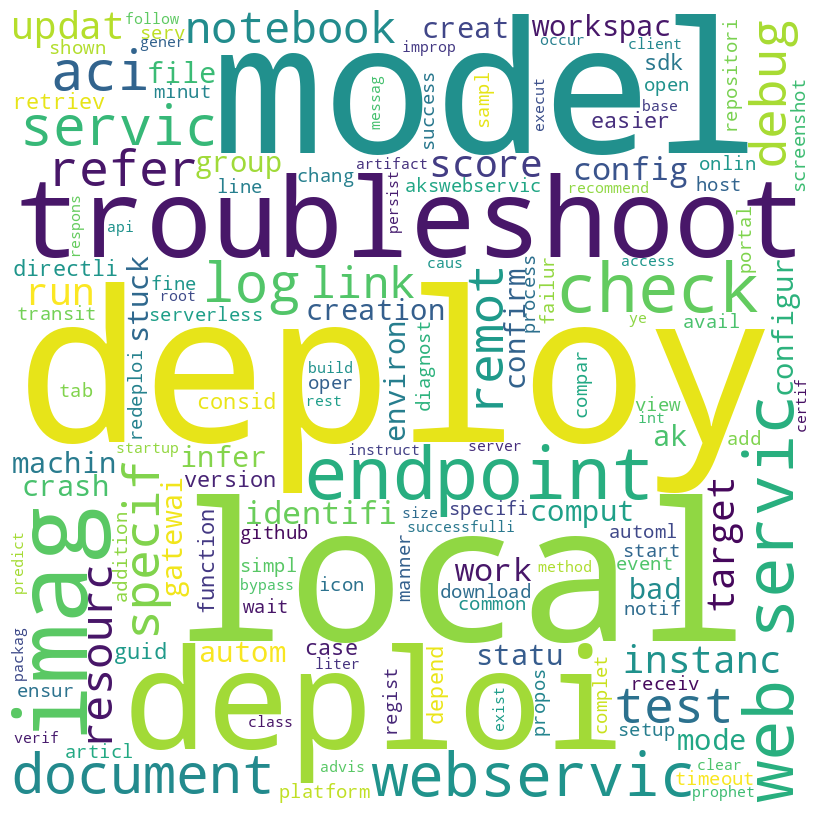 updat
follow
serv
shown
gener
notebook
creat
improp
workspac
occur
client
repositori
debug
aci
file
minut
retriev
model
messag
success
sampl
execut
sdk
open
base
easier
screenshot
servic
refer
group
line
chang
artifact
score
persist
akswebservic
config
recommend
onlin
host
portal
troubleshoot
respons
api
directli
run
transit
stuck
fine
root
serverless
log
link
creation
caus
remot
confirm
process
failur
access
check
ye
avail
configur
deploy
tab
redeploi
consid
build
oper
rest
environ
diagnost
compar
view
int
ak
add
certif
startup
machin
crash
specif
infer
version
gatewai
instruct
endpoint
server
identifi
size
specifi
successfulli
comput
target
automl
start
event
web servic
imag
predict
addition
resourc
function
github
simpl
bypass
wait
icon
local
manner
work
download
common
method
bad
notif
packag
ensur
verif
articl
guid
autom
case
liter
class
deploi
regist
depend
statu
exist
propos
complet
instanc
receiv
test
setup
mode
document
platform
advis
webservic
clear
timeout
prophet